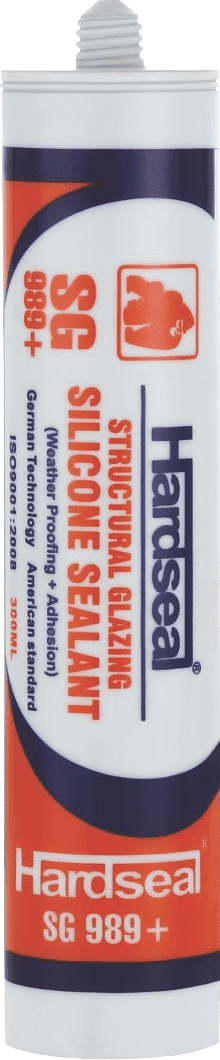 Hardseal®
STRUCTURAL GLAZING
SILICONE SEALANT
SG
989+
(Weather Proofing + Adhesion)
German Technology American standard
ISO9001:2008 300ML
Hardseal®
SG 989+